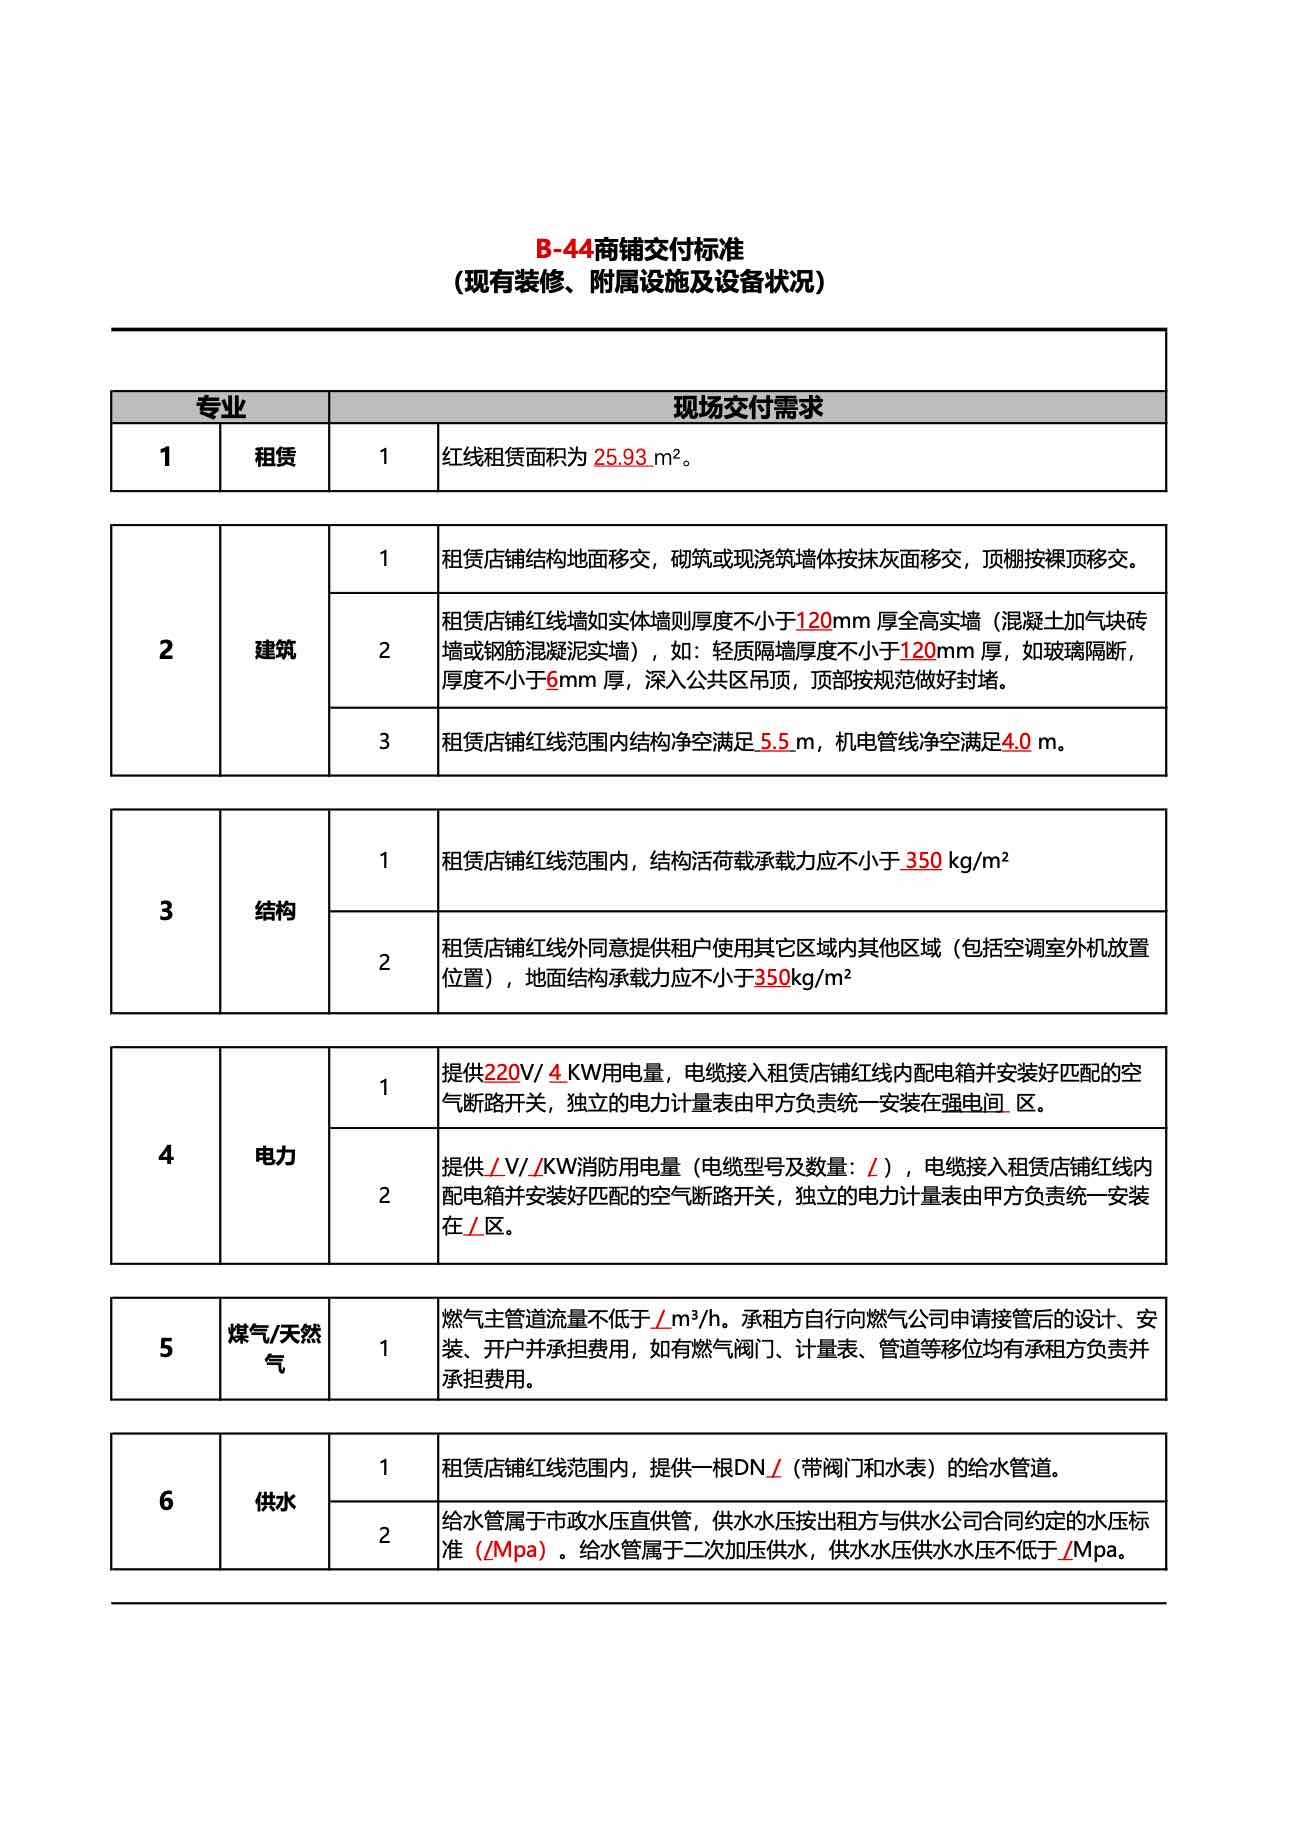 B-44商铺交付标准
（现有装修、附属设施及设备状况）
专业 现场交付需求
1 租赁 1 红线租赁面积为 25.93 m²。
1 租赁店铺结构地面移交，砌筑或现浇筑墙体按抹灰面移交，顶棚按裸顶移交。
2 建筑 2 租赁店铺红线墙如实体墙则厚度不小于120mm 厚全高实墙（混凝土加气块砖
墙或钢筋混凝泥实墙），如：轻质隔墙厚度不小于120mm 厚，如玻璃隔断，
厚度不小于6mm 厚，深入公共区吊顶，顶部按规范做好封堵。
3 租赁店铺红线范围内结构净空满足 5.5 m，机电管线净空满足4.0 m。
3 结构 1 租赁店铺红线范围内，结构活荷载承载力应不小于 350 kg/m²
2 租赁店铺红线外同意提供租户使用其它区域内其他区域（包括空调室外机放置
位置），地面结构承载力应不小于350kg/m²
4 电力 1 提供220V/ 4 KW用电量，电缆接入租赁店铺红线内配电箱并安装好匹配的空
气断路开关，独立的电力计量表由甲方负责统一安装在强电间 区。
2 提供 / V/ /KW消防用电量（电缆型号及数量：/ ），电缆接入租赁店铺红线内
配电箱并安装好匹配的空气断路开关，独立的电力计量表由甲方负责统一安装
在 / 区。
5 煤气/天然
气 1 燃气主管道流量不低于 / m³/h。承租方自行向燃气公司申请接管后的设计、安
装、开户并承担费用，如有燃气阀门、计量表、管道等移位均有承租方负责并
承担费用。
6 供水 1 租赁店铺红线范围内，提供一根DN /（带阀门和水表）的给水管道。
2 给水管属于市政水压直供管，供水水压按出租方与供水公司合同约定的水压标
准（/Mpa）。给水管属于二次加压供水，供水水压供水水压不低于 /Mpa。